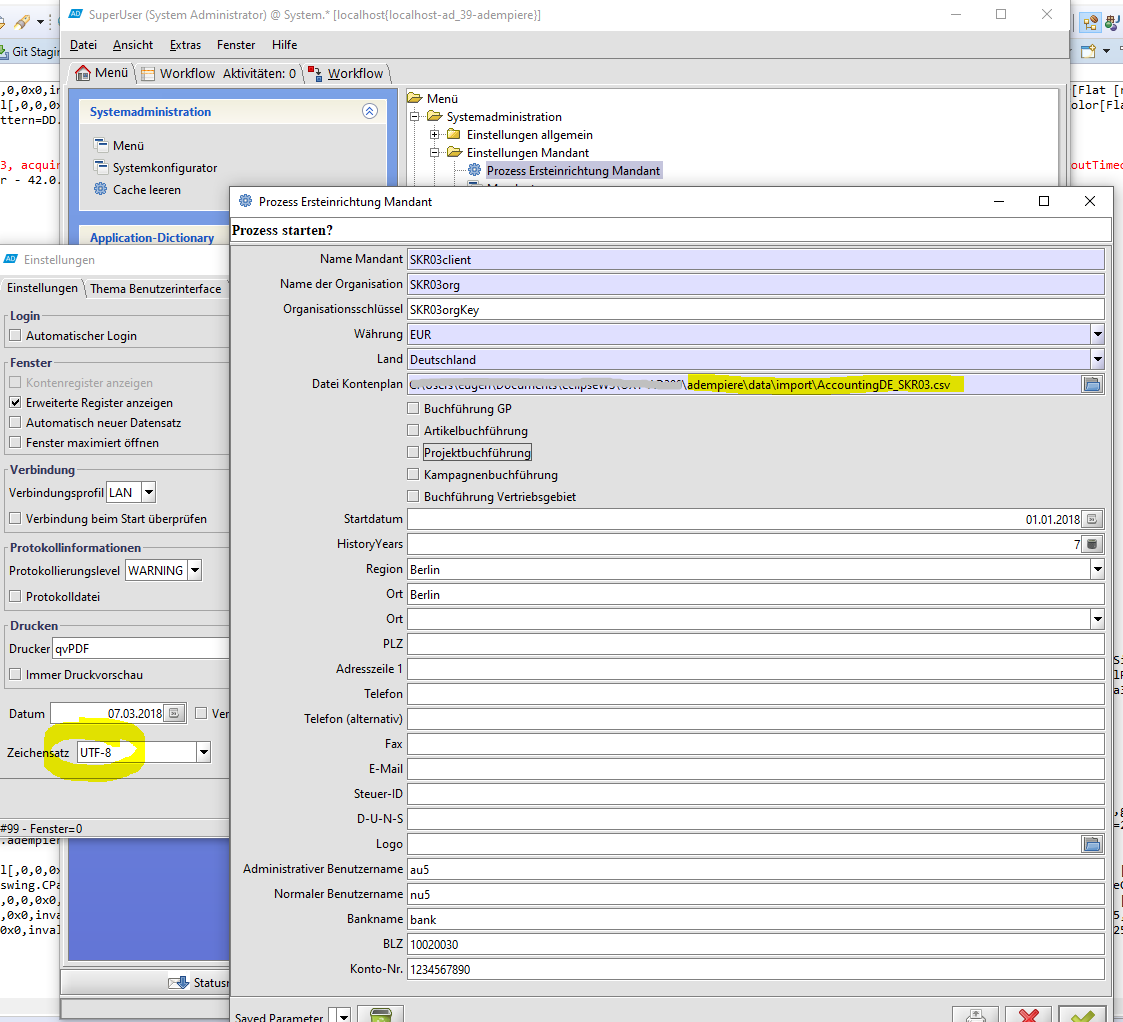 SuperUser (System Administrator) @ System.* [localhost{localhost-ad_39-adempiere}]
Datei Ansicht Extras Fenster Hilfe
Git Stagin
Menü Workflow Aktivitäten: 0 Workflow
Systemadministration
Menü
Systemkonfigurator
Cache leeren
Application-Dictionary
Menü
Systemadministration
Einstellungen allgemein
Einstellungen Mandant
Prozess Ersteinrichtung Mandant
,0,0x0,in
l[,0,0,0x
ttern=DD.
3, acquir
r - 42.0.
[Flat [r
olor[Fla
outTimeo
Prozess Ersteinrichtung Mandant
Prozess starten?
Name Mandant SKR03client
Name der Organisation SKR03org
Organisationsschlüssel SKR03orgKey
Währung EUR
Land Deutschland
Datei Kontenplan \adempiere\data\import\AccountingDE_SKR03.csv
Buchführung GP
Artikelbuchführung
Projektbuchführung
Kampagnenbuchführung
Buchführung Vertriebsgebiet
Startdatum 01.01.2018
HistoryYears 7
Region Berlin
Ort Berlin
Ort
PLZ
Adresszeile 1
Telefon
Telefon (alternativ)
Fax
E-Mail
Steuer-ID
D-U-N-S
Logo
Administrativer Benutzername au5
Normaler Benutzername nu5
Bankname bank
BLZ 10020030
Konto-Nr. 1234567890
Saved Parameter
Einstellungen
Einstellungen Thema Benutzerinterface
Login
Automatischer Login
Fenster
Kontenregister anzeigen
Erweiterte Register anzeigen
Automatisch neuer Datensatz
Fenster maximiert öffnen
Verbindung
Verbindungsprofil LAN
Verbindung beim Start überprüfen
Protokollinformationen
Protokollierungslevel WARNING
Protokolldatei
Drucken
Drucker qvPDF
Immer Druckvorschau
Datum 07.03.2018 Ver
Zeichensatz UTF-8
#99 - Fenster=0
.adempier
l[,0,0,0x
swing.CPa
,0,0,0x0,
,0x0,inva
0x0,inval
Statusn